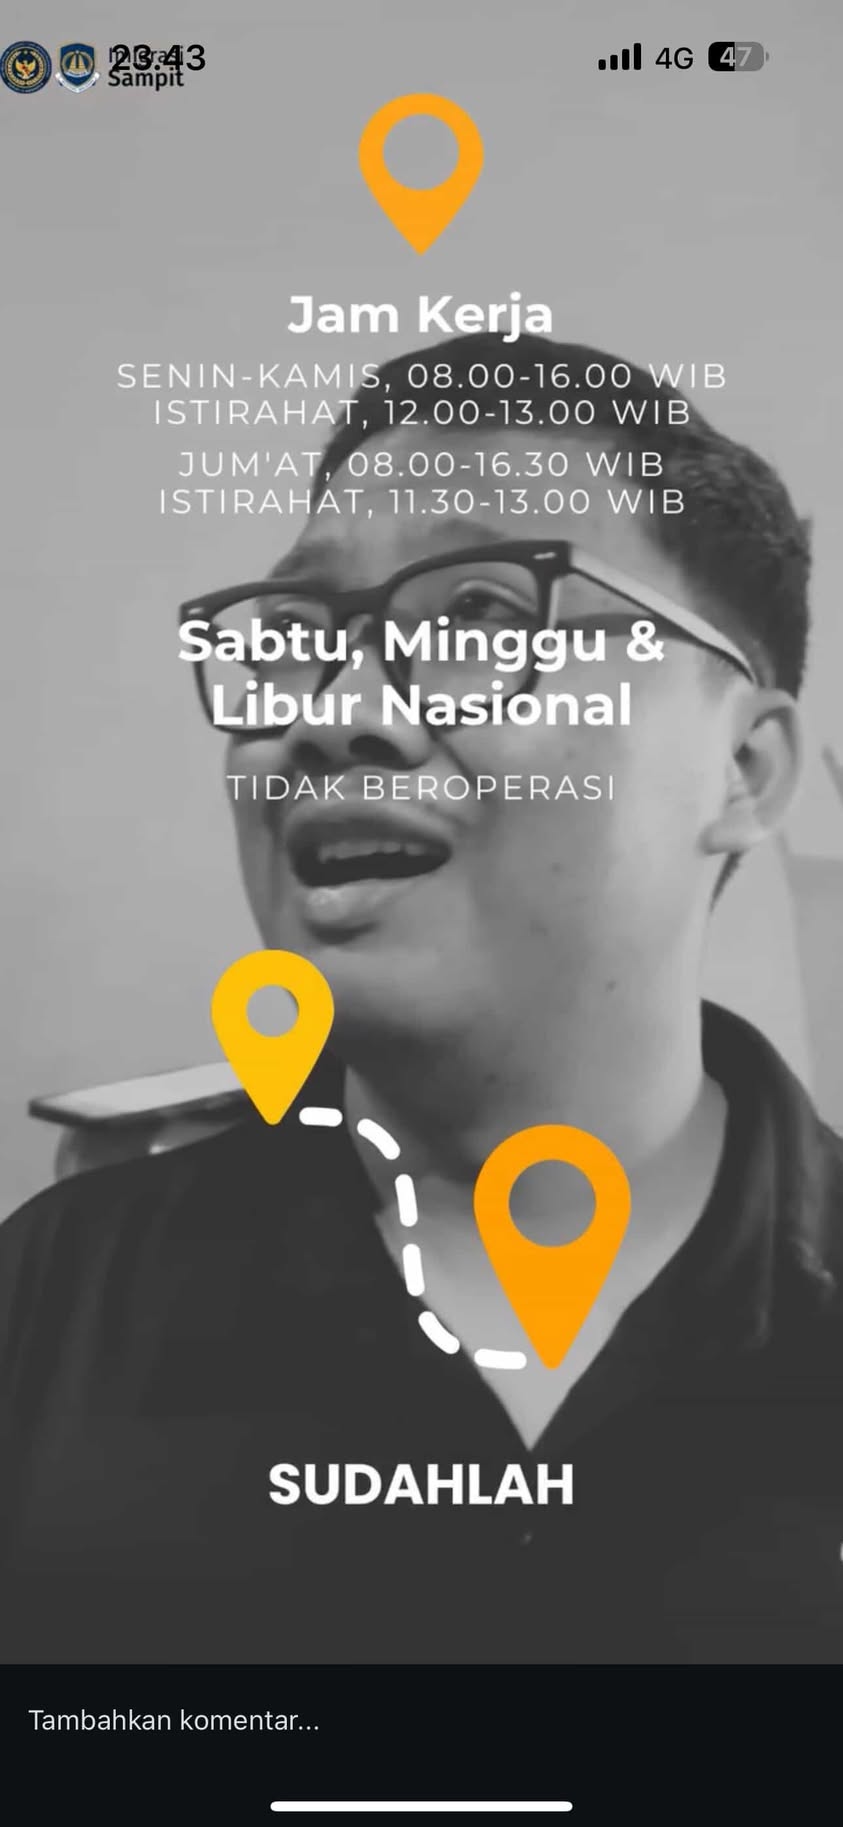 23.43
4G
47
Imigrasi
Sampit
Jam Kerja
SENIN-KAMIS, 08.00-16.00 WIB
ISTIRAHAT, 12.00-13.00 WIB
JUM'AT, 08.00-16.30 WIB
ISTIRAHAT, 11.30-13.00 WIB
Sabtu, Minggu &
Libur Nasional
TIDAK BEROPERASI
SUDAHLAH
Tambahkan komentar...